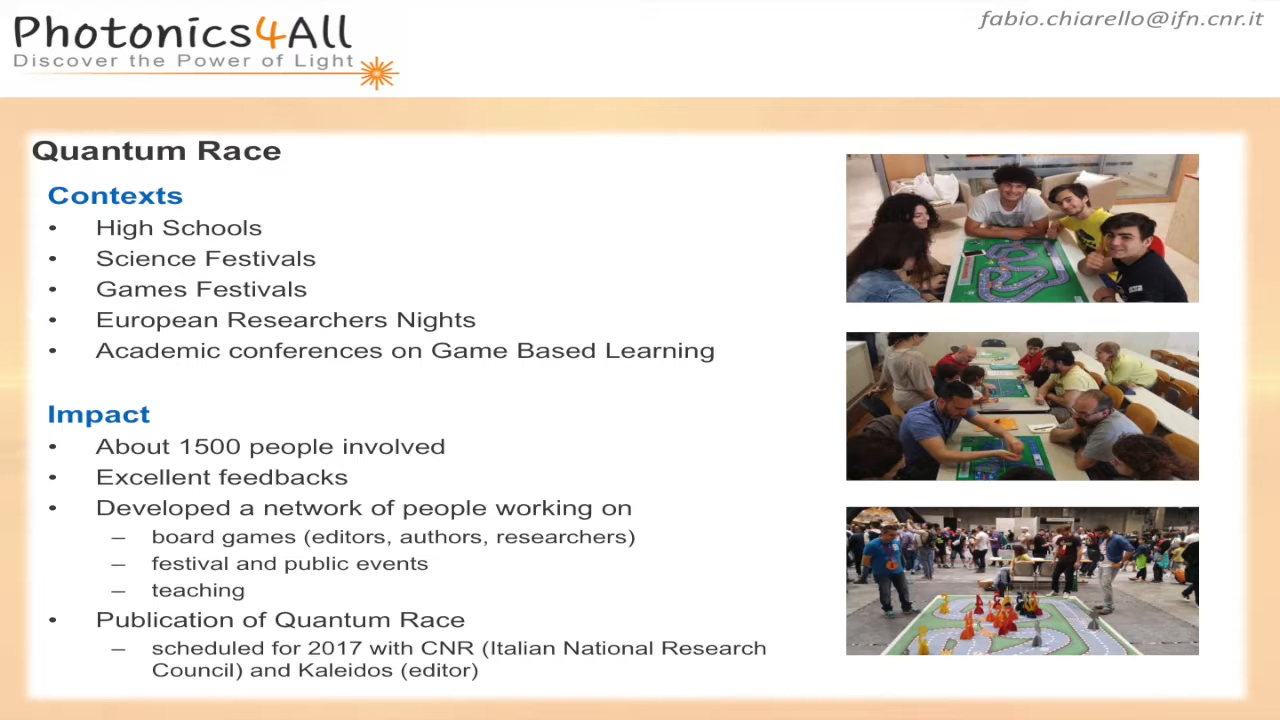 Photonics4All
Discover the Power of Light
fabio.chiarello@ifn.cnr.it
Quantum Race
Contexts
• High Schools
• Science Festivals
• Games Festivals
• European Researchers Nights
• Academic conferences on Game Based Learning
Impact
• About 1500 people involved
• Excellent feedbacks
• Developed a network of people working on
– board games (editors, authors, researchers)
– festival and public events
– teaching
• Publication of Quantum Race
– scheduled for 2017 with CNR (Italian National Research
Council) and Kaleidos (editor)